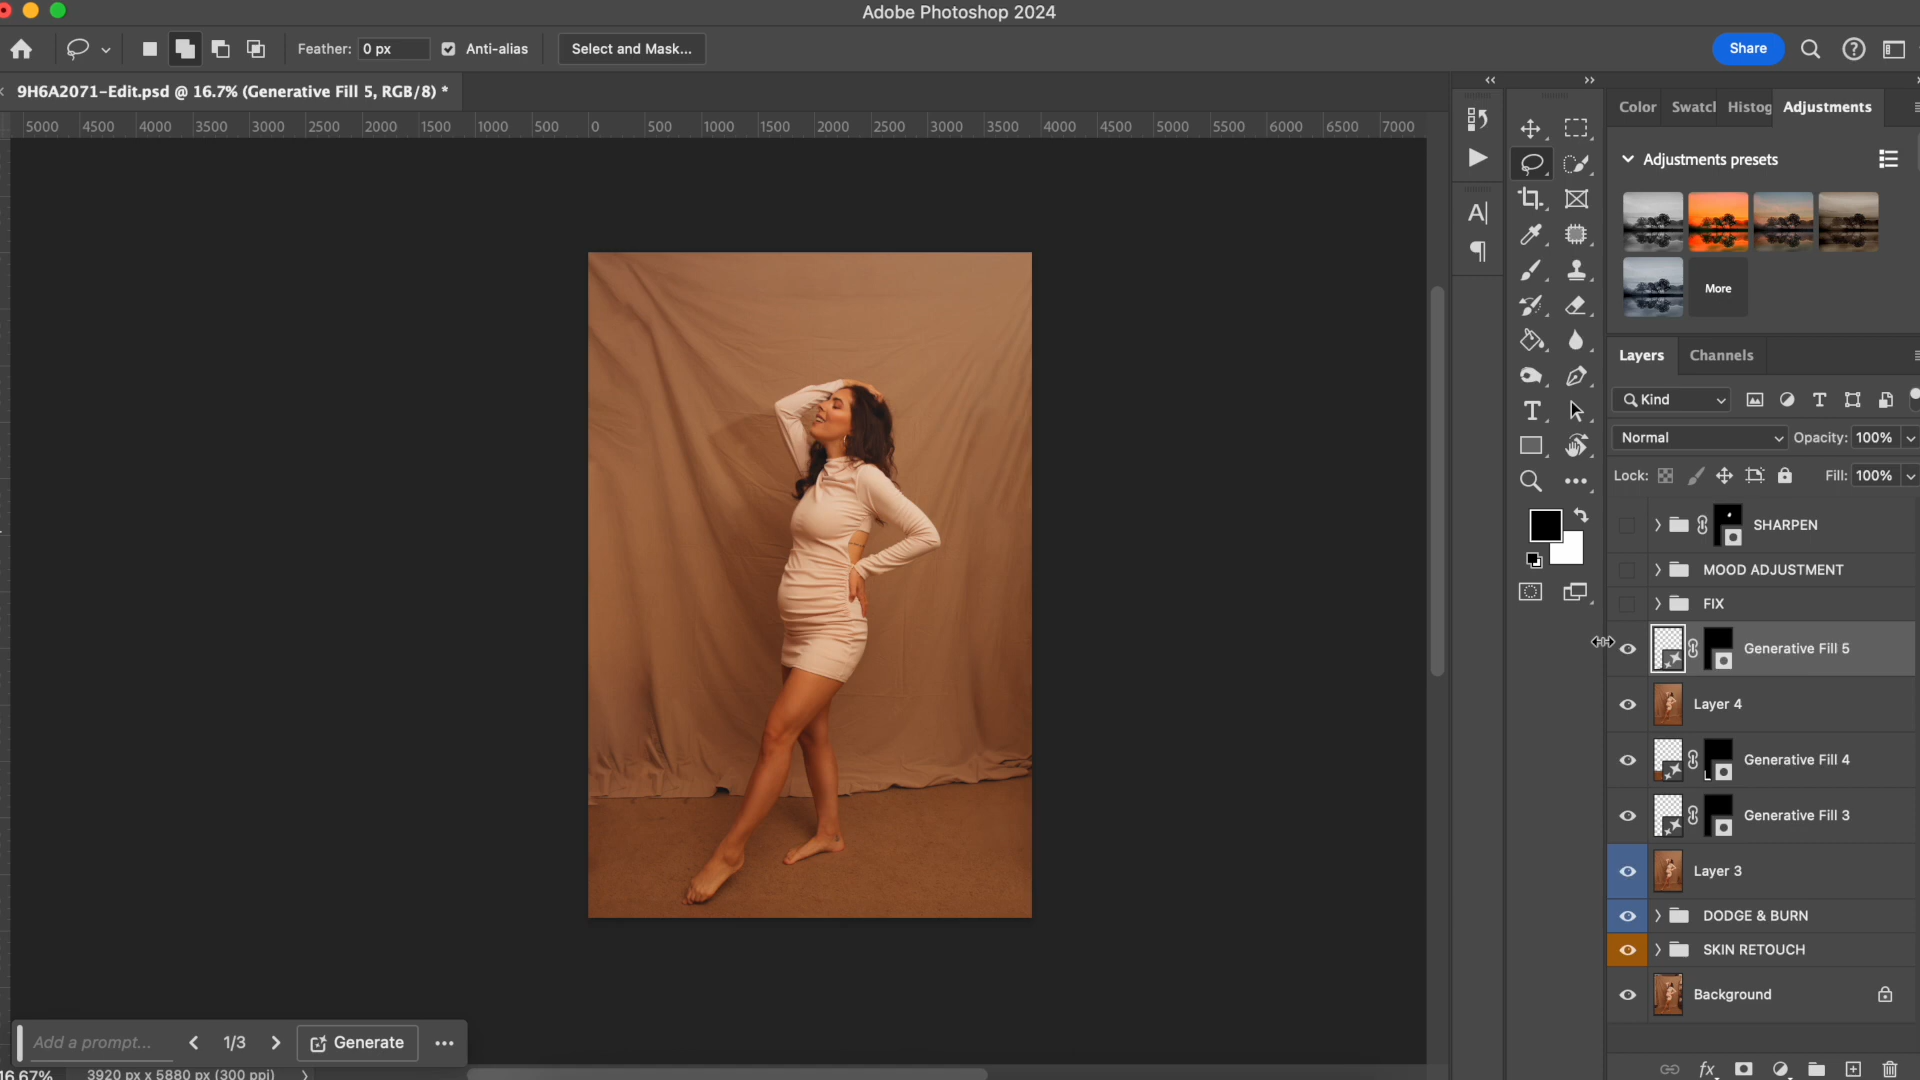 Adobe Photoshop 2024
Feather: 0 px Anti-alias Select and Mask... Share
9H6A2071-Edit.psd @ 16.7% (Generative Fill 5, RGB/8) *
5000 4500 4000 3500 3000 2500 2000 1500 1000 500 0 500 1000 1500 2000 2500 3000 3500 4000 4500 5000 5500 6000 6500 7000
Color Swatcl Histog Adjustments
Adjustments presets
More
Layers Channels
Kind
Normal Opacity: 100%
Lock: Fill: 100%
SHARPEN
MOOD ADJUSTMENT
FIX
Generative Fill 5
Layer 4
Generative Fill 4
Generative Fill 3
Layer 3
DODGE & BURN
SKIN RETOUCH
Background
Add a prompt... 1/3 Generate
16.67% 3920 px x 5880 px (300 ppi)